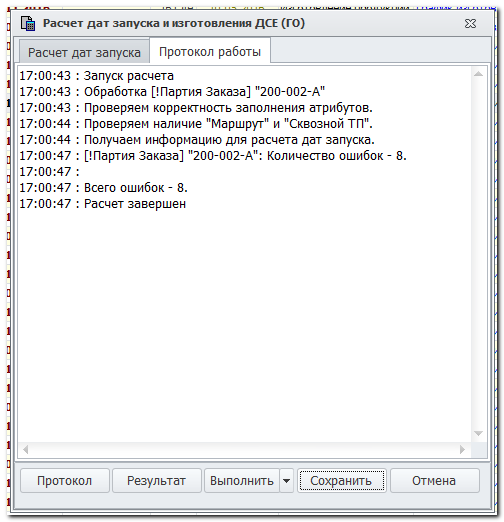 Расчет дат запуска и изготовления ДСЕ (ГО)
Расчет дат запуска
Протокол работы
17:00:43 : Запуск расчета
17:00:43 : Обработка [!Партия Заказа] "200-002-А"
17:00:43 : Проверяем корректность заполнения атрибутов.
17:00:44 : Проверяем наличие "Маршрут" и "Сквозной ТП".
17:00:44 : Получаем информацию для расчета дат запуска.
17:00:47 : [!Партия Заказа] "200-002-А": Количество ошибок - 8.
17:00:47 :
17:00:47 : Всего ошибок - 8.
17:00:47 : Расчет завершен
Протокол
Результат
Выполнить
Сохранить
Отмена